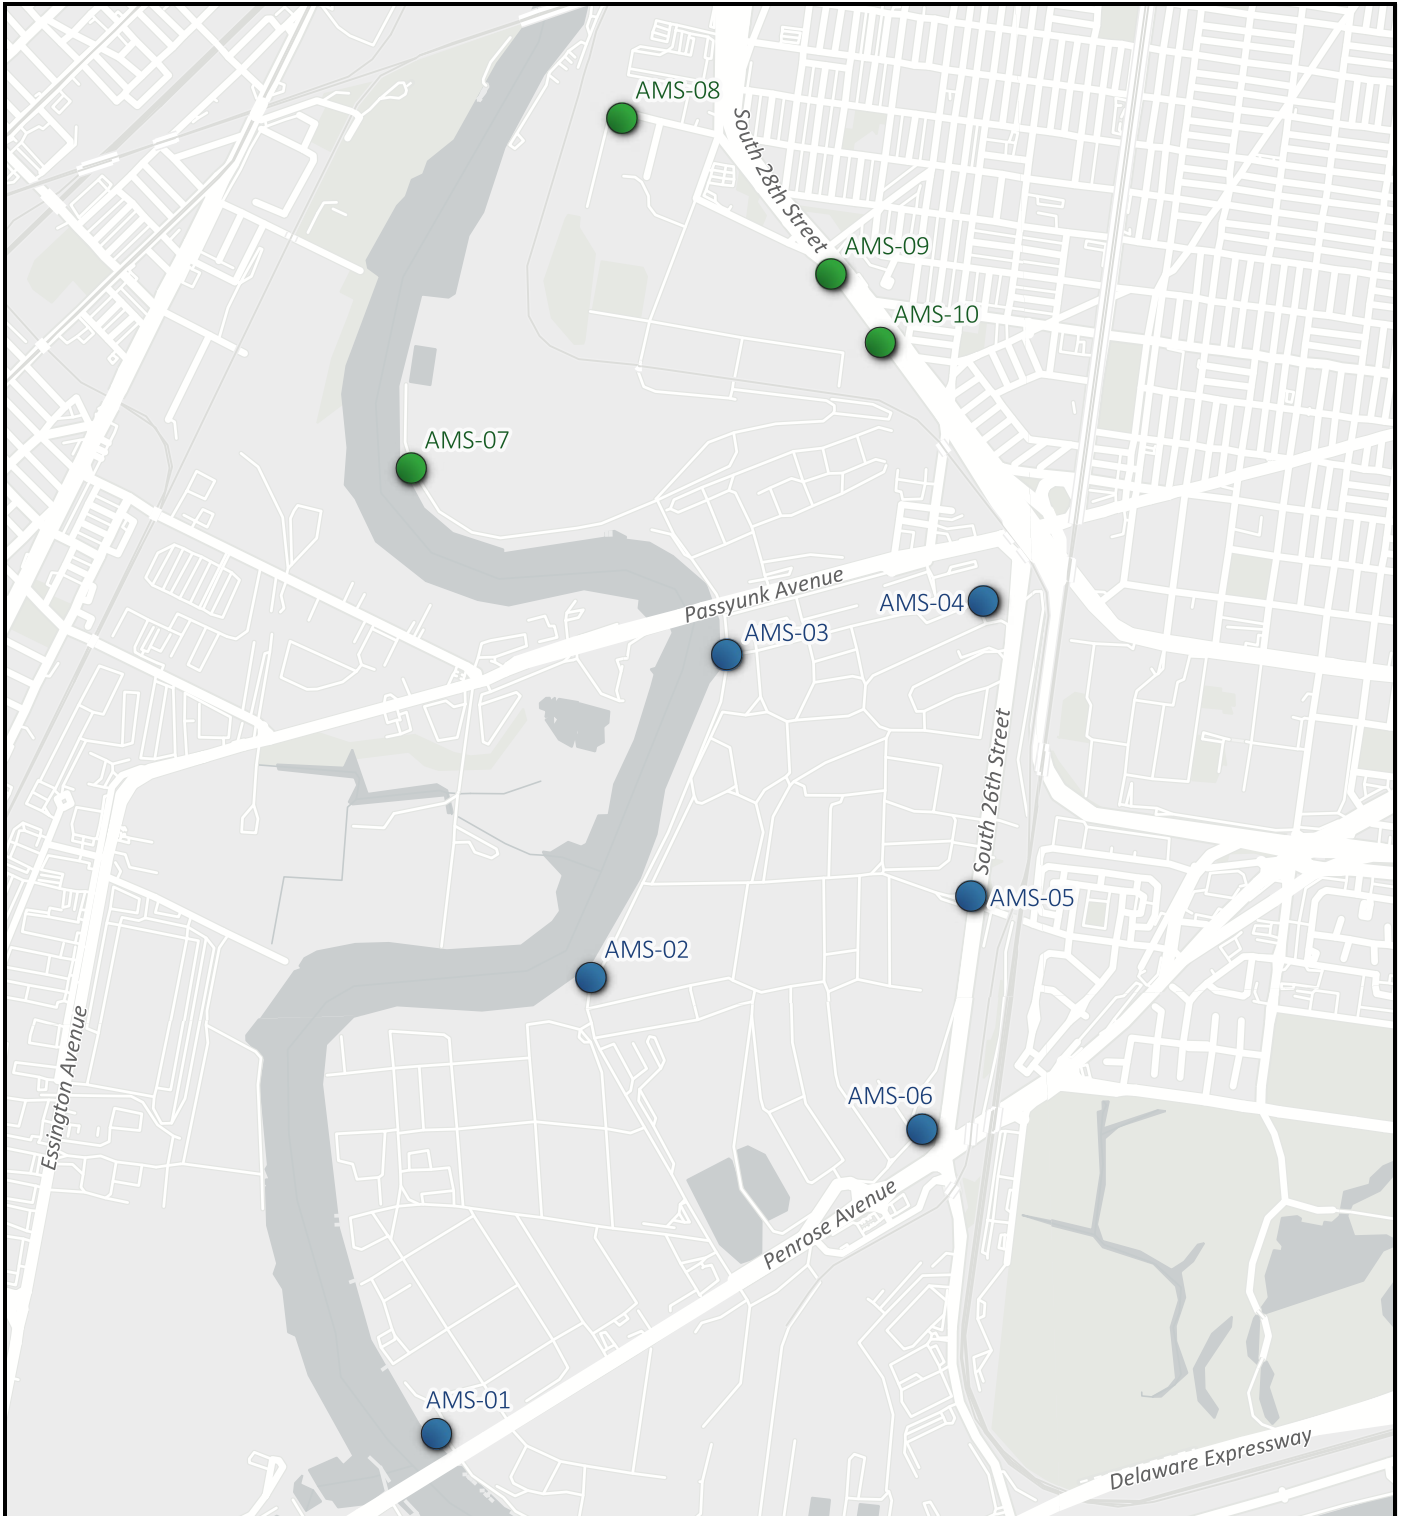 AMS-08
South 28th Street
AMS-09
AMS-10
AMS-07
Passyunk Avenue
AMS-04
AMS-03
South 26th Street
AMS-05
AMS-02
Essington Avenue
AMS-06
Penrose Avenue
AMS-01
Delaware Expressway